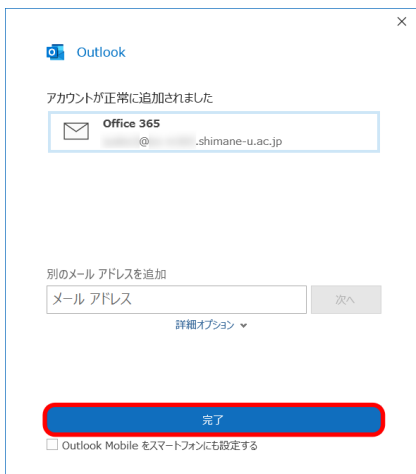 Outlook
アカウントが正常に追加されました
Office 365
@ .shimane-u.ac.jp
別のメール アドレスを追加
メール アドレス
次へ
詳細オプション
完了
Outlook Mobile をスマートフォンにも設定する